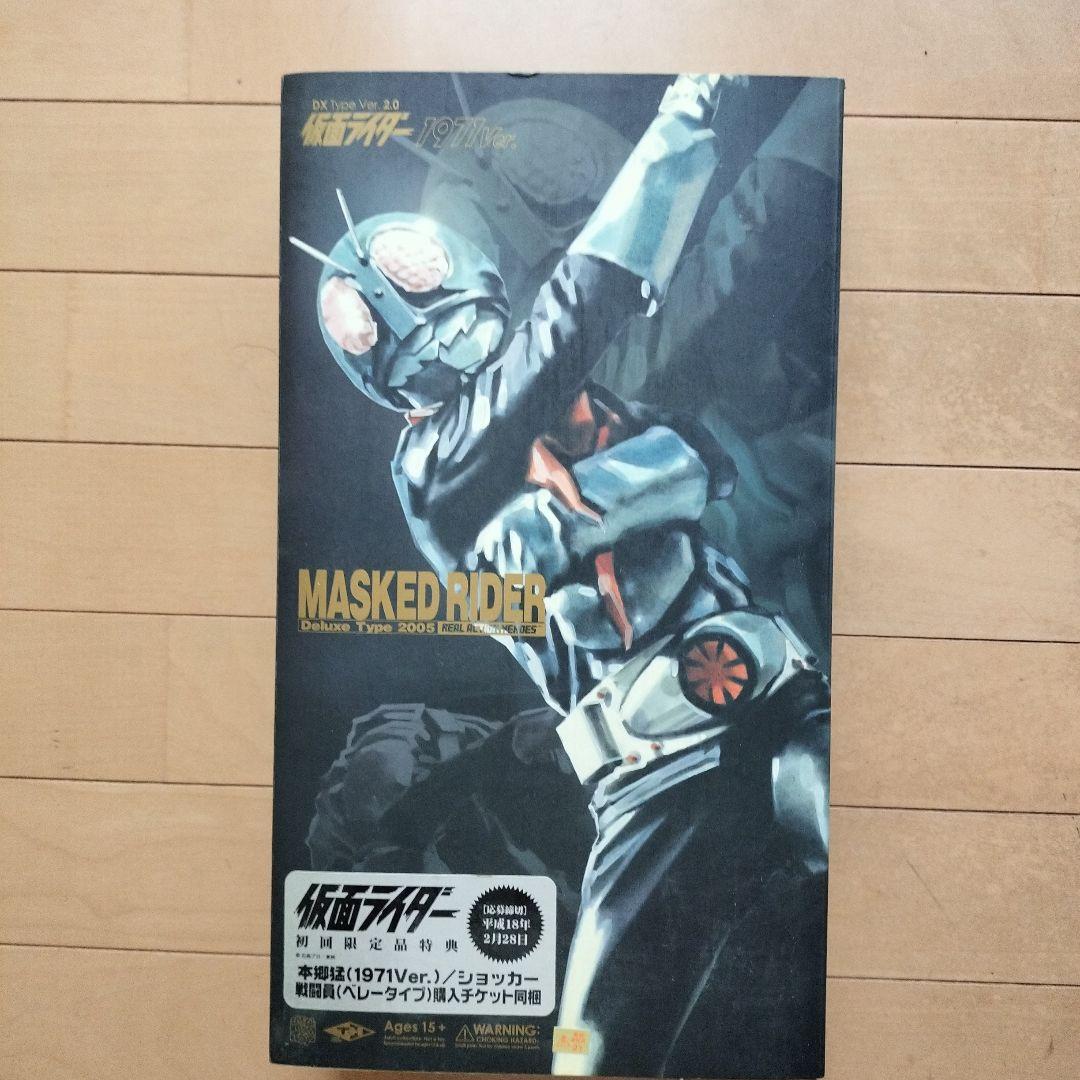 DX Type Ver. 2.0
仮面ライダー 1971Ver.
MASKED RIDER
Deluxe Type 2005 REAL ACTION HEROES
仮面ライダー
初回限定品特典
[応募締切]
平成18年
2月28日
本郷猛(1971Ver.)/ショッカー
戦闘員(ベレータイプ)購入チケット同梱
Ages 15+
WARNING:
CHOKING HAZARD-